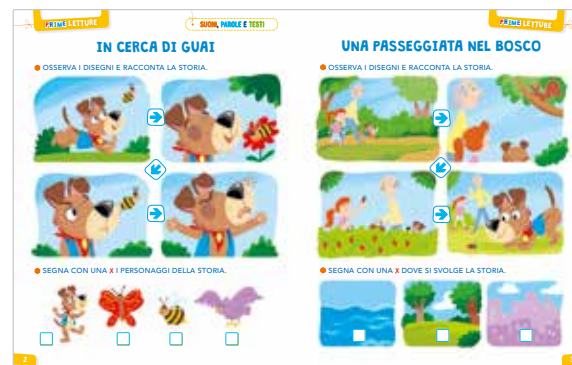 PRIME LETTURE
SUONI, PAROLE E TESTI
IN CERCA DI GUAI
OSSERVA I DISEGNI E RACCONTA LA STORIA.
SEGNA CON UNA X I PERSONAGGI DELLA STORIA.
2
PRIME LETTURE
UNA PASSEGGIATA NEL BOSCO
OSSERVA I DISEGNI E RACCONTA LA STORIA.
SEGNA CON UNA X DOVE SI SVOLGE LA STORIA.